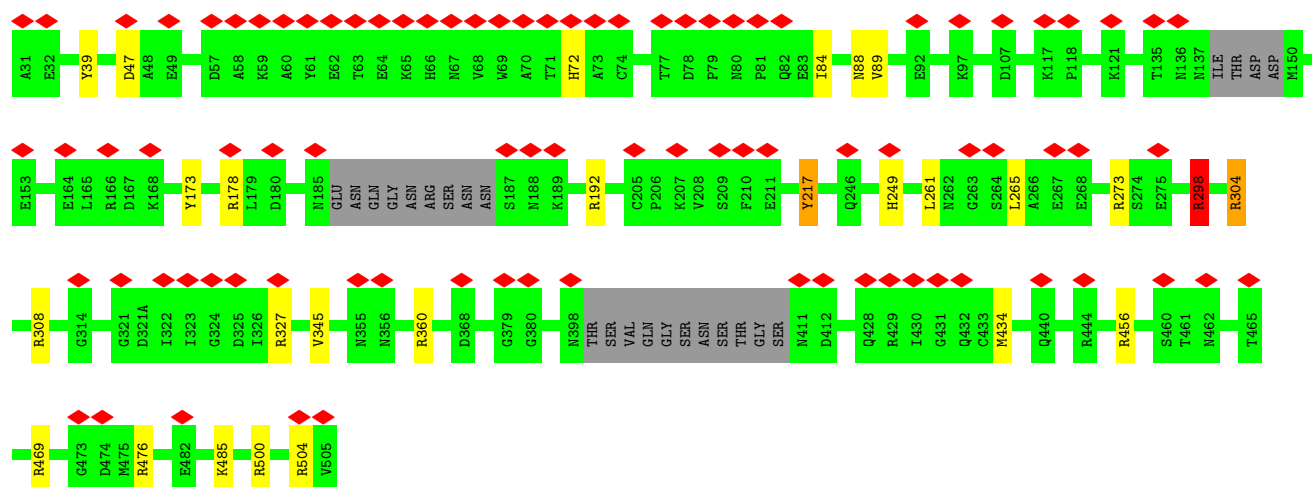 A31 E32 Y39 D47 A48 E49 D57 A58 K59 A60 Y61 E62 T63 E64 K65 H66 N67 V68 W69 A70 T71 H72 A73 C74 T77 D78 P79 N80 P81 Q82 E83 I84 N88 V89 E92 K97 D107 K117 P118 K121 T135 N136 N137 ILE THR ASP ASP M150
E153 E164 L165 R166 D167 K168 Y173 R178 L179 D180 N185 GLU ASN GLN GLY ASN ARG SER ASN ASN S187 N188 K189 R192 C205 P206 K207 V208 S209 F210 E211 Y217 Q246 H249 L261 N262 G263 S264 L265 A266 E267 E268 R273 S274 E275 R298 R304
R308 G314 G321 D321A I322 I323 G324 D325 I326 R327 V345 N355 N356 R360 D368 G379 G380 N398 THR SER VAL GLN GLY SER ASN SER THR GLY SER N411 D412 Q428 R429 I430 G431 Q432 C433 M434 Q440 R444 R456 S460 T461 N462 T465
R469 G473 D474 M475 R476 E482 K485 R500 R504 V505